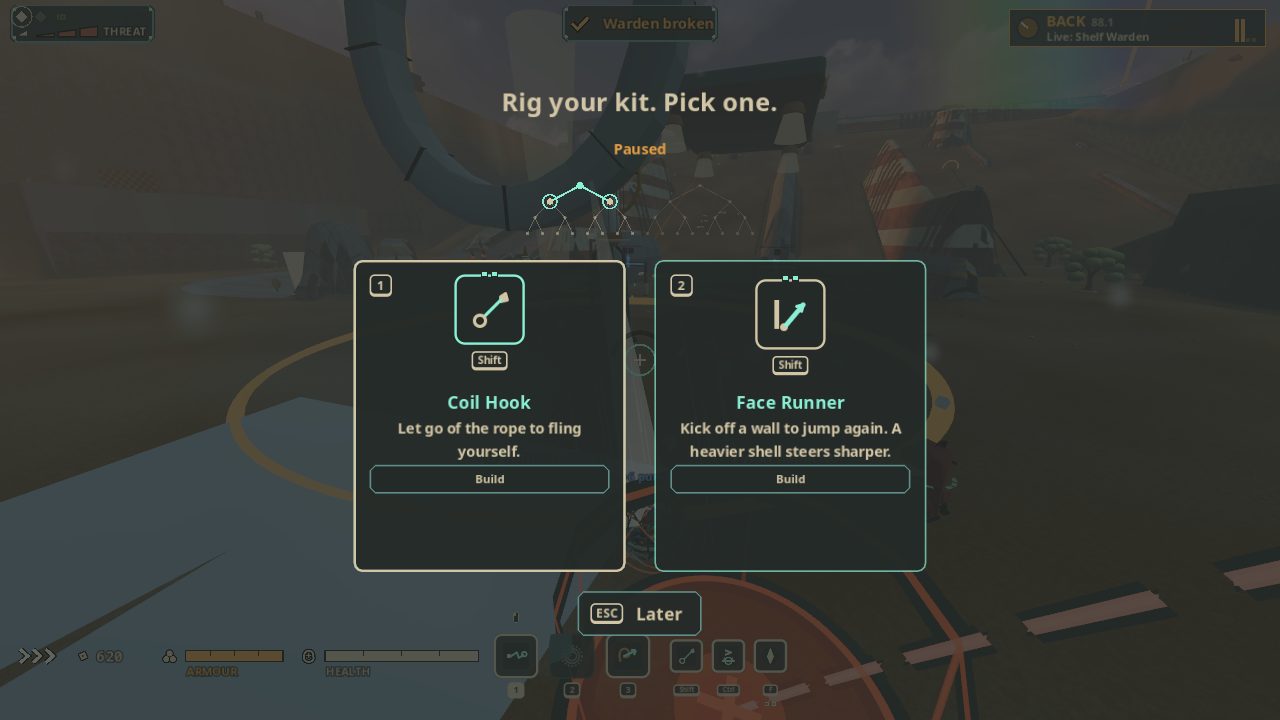 THREAT
Warden broken
BACK 88.1
Live: Shelf Warden
Rig your kit. Pick one.
Paused
1
Shift
Coil Hook
Let go of the rope to fling
yourself.
Build
2
Shift
Face Runner
Kick off a wall to jump again. A
heavier shell steers sharper.
Build
ESC Later
620
ARMOUR
HEALTH
1
2
3
Shift
Ctrl
F